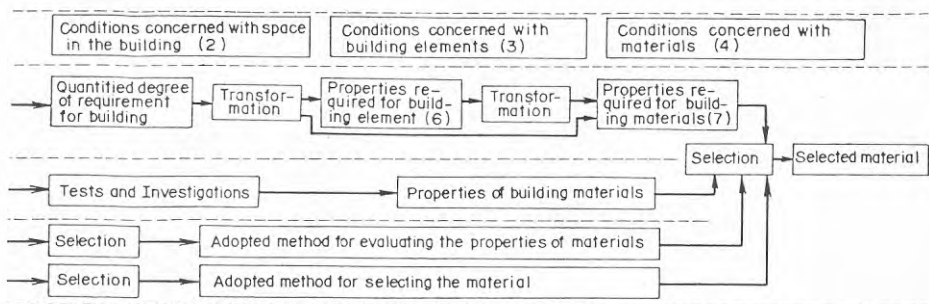 Conditions concerned with space
in the building (2)
Conditions concerned with
building elements (3)
Conditions concerned with
materials (4)
Quantitied degree
of requirement
for building
Transfor-
mation
Properties re-
quired for build-
ing element (6)
Transfor-
mation
Properties re-
quired for build-
ing materials(7)
Selection
Selected material
Tests and Investigations
Properties of building materials
Selection
Adopted method for evaluating the properties of materials
Selection
Adopted method for selecting the material